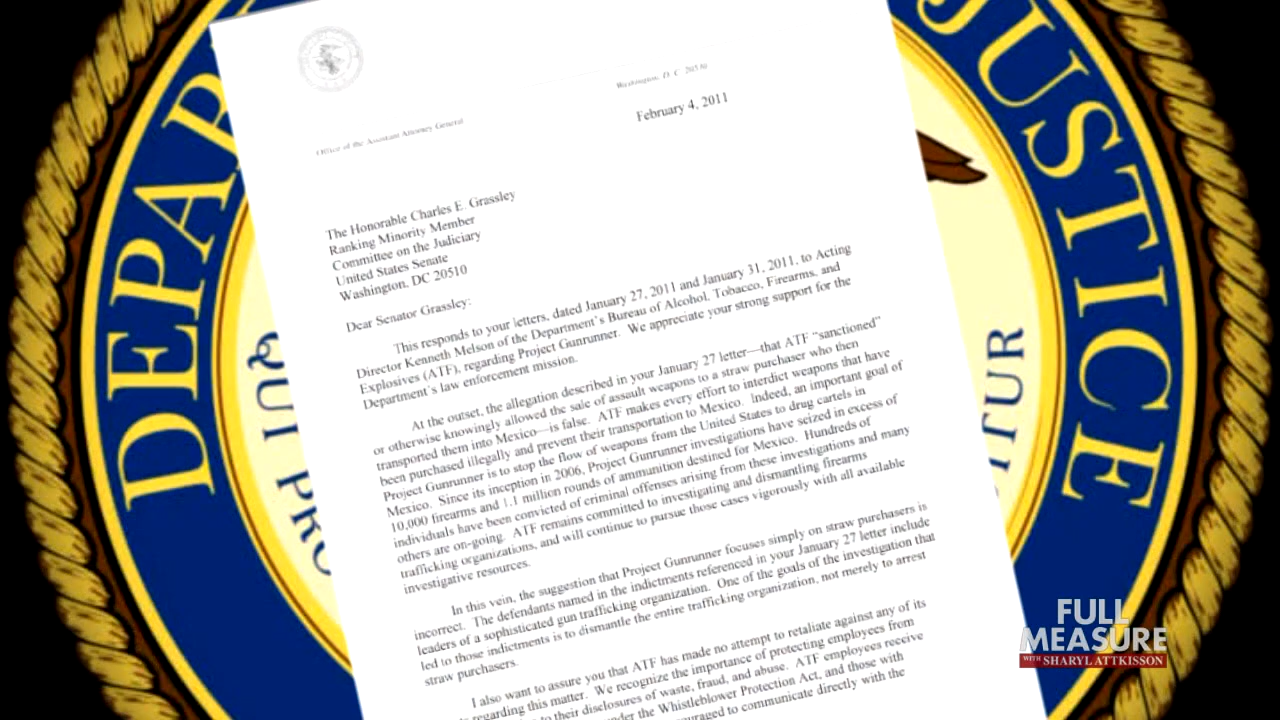 DEPAR
JUSTICE
QUI PRO
ITUR
Washington, D.C. 20530
February 4, 2011
Office of the Assistant Attorney General
The Honorable Charles E. Grassley
Ranking Minority Member
Committee on the Judiciary
United States Senate
Washington, DC 20510
Dear Senator Grassley:
This responds to your letters, dated January 27, 2011 and January 31, 2011, to Acting
Director Kenneth Melson of the Department's Bureau of Alcohol, Tobacco, Firearms, and
Explosives (ATF), regarding Project Gunrunner. We appreciate your strong support for the
Department's law enforcement mission.
At the outset, the allegation described in your January 27 letter—that ATF "sanctioned"
or otherwise knowingly allowed the sale of assault weapons to a straw purchaser who then
transported them into Mexico—is false. ATF makes every effort to interdict weapons that have
been purchased illegally and prevent their transportation to Mexico. Indeed, an important goal of
Project Gunrunner is to stop the flow of weapons from the United States to drug cartels in
Mexico. Since its inception in 2006, Project Gunrunner investigations have seized in excess of
10,000 firearms and 1.1 million rounds of ammunition destined for Mexico. Hundreds of
individuals have been convicted of criminal offenses arising from these investigations and many
others are on-going. ATF remains committed to investigating and dismantling firearms
trafficking organizations, and will continue to pursue those cases vigorously with all available
investigative resources.
In this vein, the suggestion that Project Gunrunner focuses simply on straw purchasers is
incorrect. The defendants named in the indictments referenced in your January 27 letter include
leaders of a sophisticated gun trafficking organization. One of the goals of the investigation that
led to those indictments is to dismantle the entire trafficking organization, not merely to arrest
straw purchasers.
I also want to assure you that ATF has made no attempt to retaliate against any of its
regarding this matter. We recognize the importance of protecting employees from
to their disclosures of waste, fraud, and abuse. ATF employees receive
under the Whistleblower Protection Act, and those with
to communicate directly with the
FULL
MEASURE
WITH SHARYL ATTKISSON